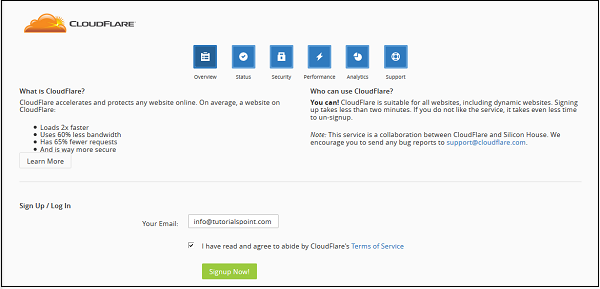 CLOUDFLARE
Overview
Status
Security
Performance
Analytics
Support
What is CloudFlare?
CloudFlare accelerates and protects any website online. On average, a website on
CloudFlare:
Loads 2x faster
Uses 60% less bandwidth
Has 65% fewer requests
And is way more secure
Learn More
Who can use CloudFlare?
You can! CloudFlare is suitable for all websites, including dynamic websites. Signing
up takes less than two minutes. If you do not like the service, it takes even less time
to un-signup.
Note: This service is a collaboration between CloudFlare and Silicon House. We
encourage you to send any bug reports to support@cloudflare.com.
Sign Up / Log In
Your Email: info@tutorialspoint.com
I have read and agree to abide by CloudFlare's Terms of Service
Signup Now!